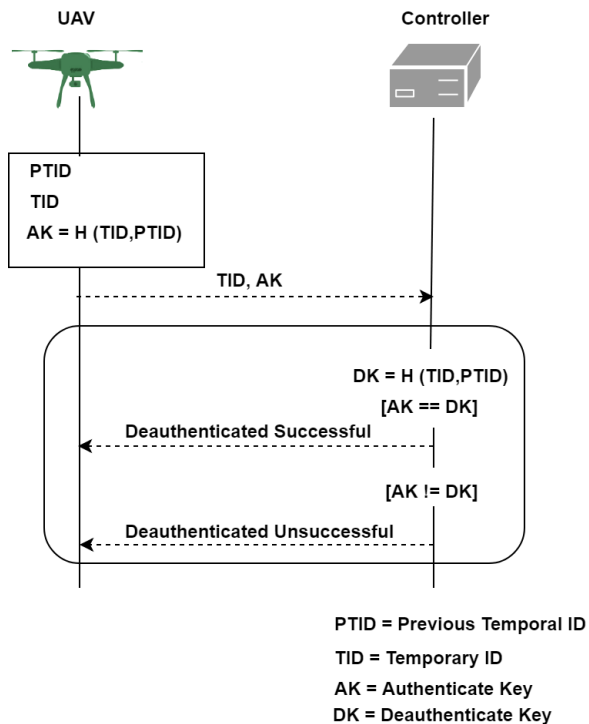 UAV
Controller
PTID
TID
AK = H (TID,PTID)
TID, AK
DK = H (TID,PTID)
[AK == DK]
Deauthenticated Successful
[AK != DK]
Deauthenticated Unsuccessful
PTID = Previous Temporal ID
TID = Temporary ID
AK = Authenticate Key
DK = Deauthenticate Key